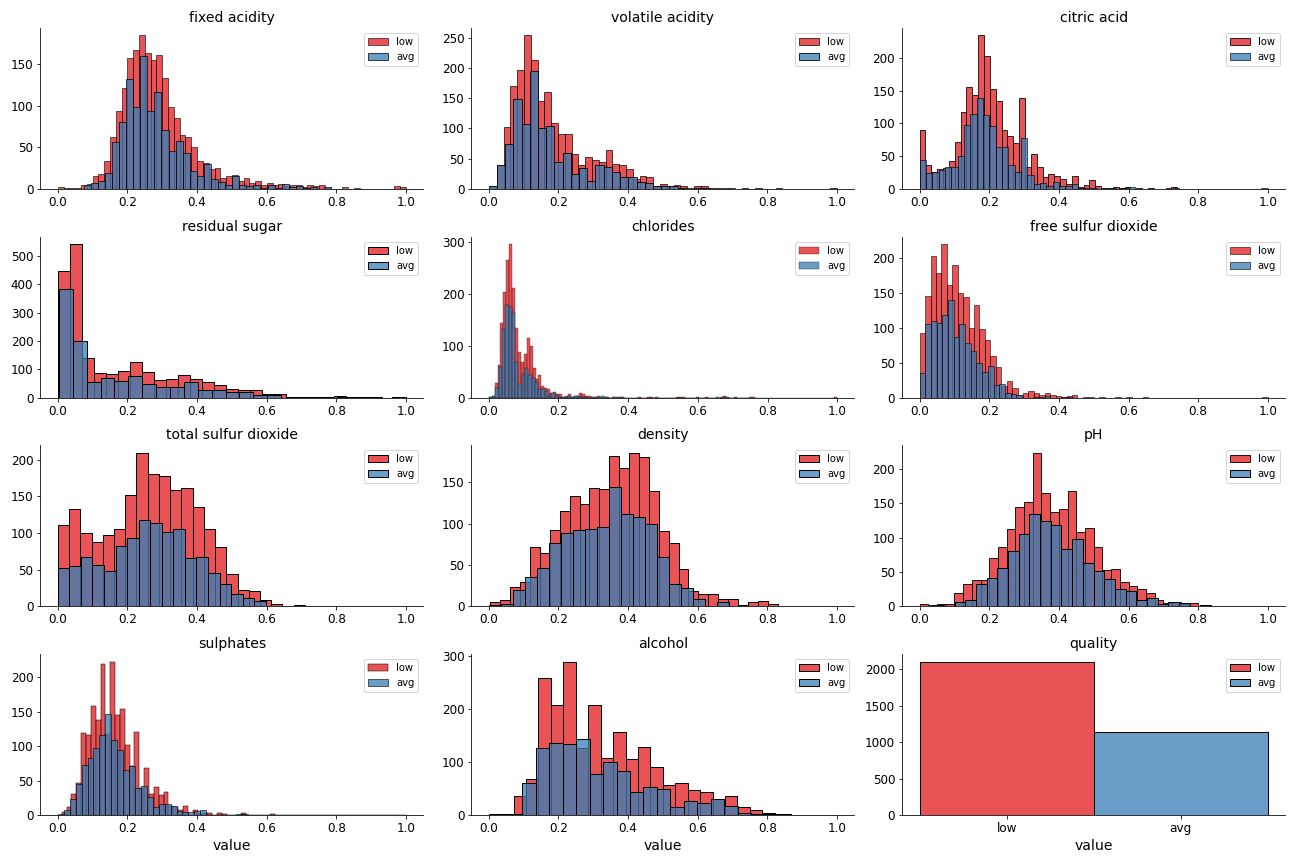 fixed acidity
low
avg
150
100
50
0
0.0 0.2 0.4 0.6 0.8 1.0
volatile acidity
low
avg
250
200
150
100
50
0
0.0 0.2 0.4 0.6 0.8 1.0
citric acid
low
avg
200
150
100
50
0
0.0 0.2 0.4 0.6 0.8 1.0
residual sugar
low
avg
500
400
300
200
100
0
0.0 0.2 0.4 0.6 0.8 1.0
chlorides
low
avg
300
200
100
0
0.0 0.2 0.4 0.6 0.8 1.0
free sulfur dioxide
low
avg
200
150
100
50
0
0.0 0.2 0.4 0.6 0.8 1.0
total sulfur dioxide
low
avg
200
150
100
50
0
0.0 0.2 0.4 0.6 0.8 1.0
density
low
avg
150
100
50
0
0.0 0.2 0.4 0.6 0.8 1.0
pH
low
avg
200
150
100
50
0
0.0 0.2 0.4 0.6 0.8 1.0
sulphates
low
avg
200
150
100
50
0
0.0 0.2 0.4 0.6 0.8 1.0
value
alcohol
low
avg
300
200
100
0
0.0 0.2 0.4 0.6 0.8 1.0
value
quality
low
avg
2000
1500
1000
500
0
low avg
value